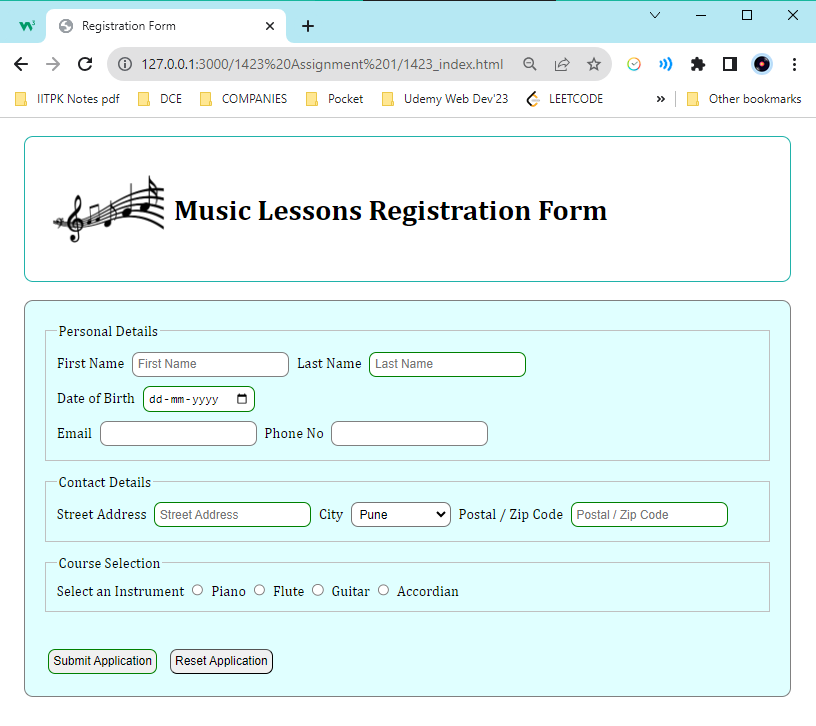 Registration Form
127.0.0.1:3000/1423%20Assignment%201/1423_index.html
IITPK Notes pdf DCE COMPANIES Pocket Udemy Web Dev'23 LEETCODE » Other bookmarks
Music Lessons Registration Form
Personal Details
First Name First Name Last Name Last Name
Date of Birth dd-mm-yyyy
Email Phone No
Contact Details
Street Address Street Address City Pune Postal / Zip Code Postal / Zip Code
Course Selection
Select an Instrument Piano Flute Guitar Accordian
Submit Application Reset Application